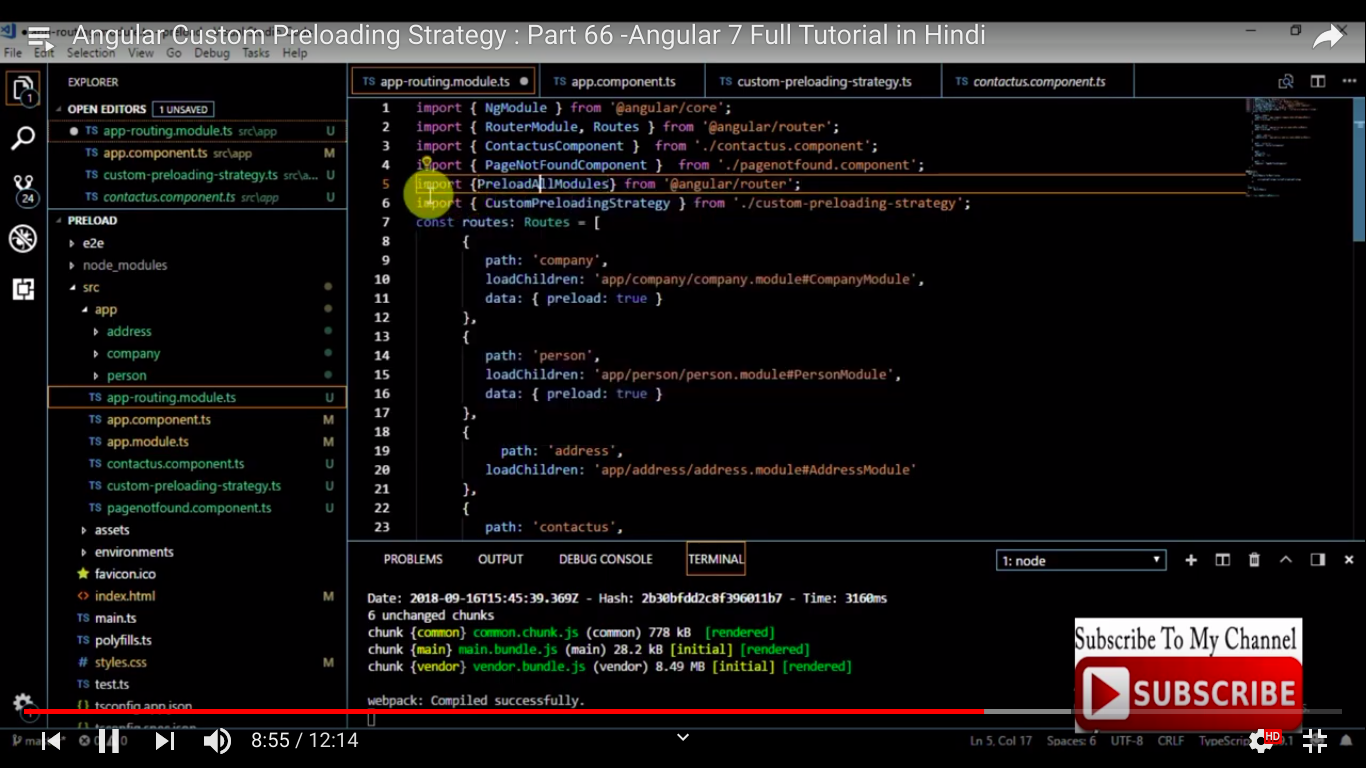 Angular Custom Preloading Strategy : Part 66 -Angular 7 Full Tutorial in Hindi
File Edit Selection View Go Debug Tasks Help
EXPLORER
OPEN EDITORS 1 UNSAVED
TS app-routing.module.ts src\app U
TS app.component.ts src\app M
TS custom-preloading-strategy.ts src\a... U
TS contactus.component.ts src\app U
PRELOAD
e2e
node_modules
src
app
address
company
person
TS app-routing.module.ts U
TS app.component.ts M
TS app.module.ts M
TS contactus.component.ts U
TS custom-preloading-strategy.ts U
TS pagenotfound.component.ts U
assets
environments
favicon.ico
<> index.html M
TS main.ts
TS polyfills.ts
# styles.css M
TS test.ts
{} tsconfig.app.json
{} tsconfig.spec.json
1
24
TS app-routing.module.ts TS app.component.ts TS custom-preloading-strategy.ts TS contactus.component.ts
1 import { NgModule } from '@angular/core';
2 import { RouterModule, Routes } from '@angular/router';
3 import { ContactusComponent } from './contactus.component';
4 import { PageNotFoundComponent } from './pagenotfound.component';
5 import {PreloadAllModules} from '@angular/router';
6 import { CustomPreloadingStrategy } from './custom-preloading-strategy';
7 const routes: Routes = [
8 {
9 path: 'company',
10 loadChildren: 'app/company/company.module#CompanyModule',
11 data: { preload: true }
12 },
13 {
14 path: 'person',
15 loadChildren: 'app/person/person.module#PersonModule',
16 data: { preload: true }
17 },
18 {
19 path: 'address',
20 loadChildren: 'app/address/address.module#AddressModule'
21 },
22 {
23 path: 'contactus',
PROBLEMS OUTPUT DEBUG CONSOLE TERMINAL 1: node
Date: 2018-09-16T15:45:39.369Z - Hash: 2b30bfdd2c8f396011b7 - Time: 3160ms
6 unchanged chunks
chunk {common} common.chunk.js (common) 778 kB [rendered]
chunk {main} main.bundle.js (main) 28.2 kB [initial] [rendered]
chunk {vendor} vendor.bundle.js (vendor) 8.49 MB [initial] [rendered]
webpack: Compiled successfully.
Subscribe To My Channel
SUBSCRIBE
8:55 / 12:14
HD
Ln 5, Col 17 Spaces: 6 UTF-8 CRLF